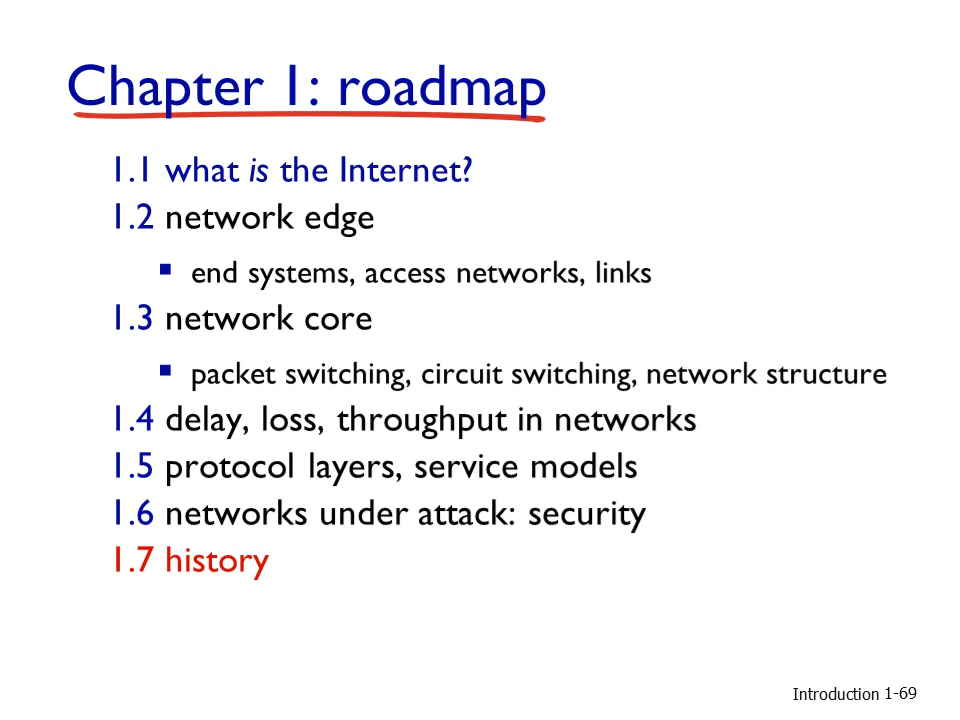 Chapter 1: roadmap
1.1 what is the Internet?
1.2 network edge
▪ end systems, access networks, links
1.3 network core
▪ packet switching, circuit switching, network structure
1.4 delay, loss, throughput in networks
1.5 protocol layers, service models
1.6 networks under attack: security
1.7 history
Introduction 1-69